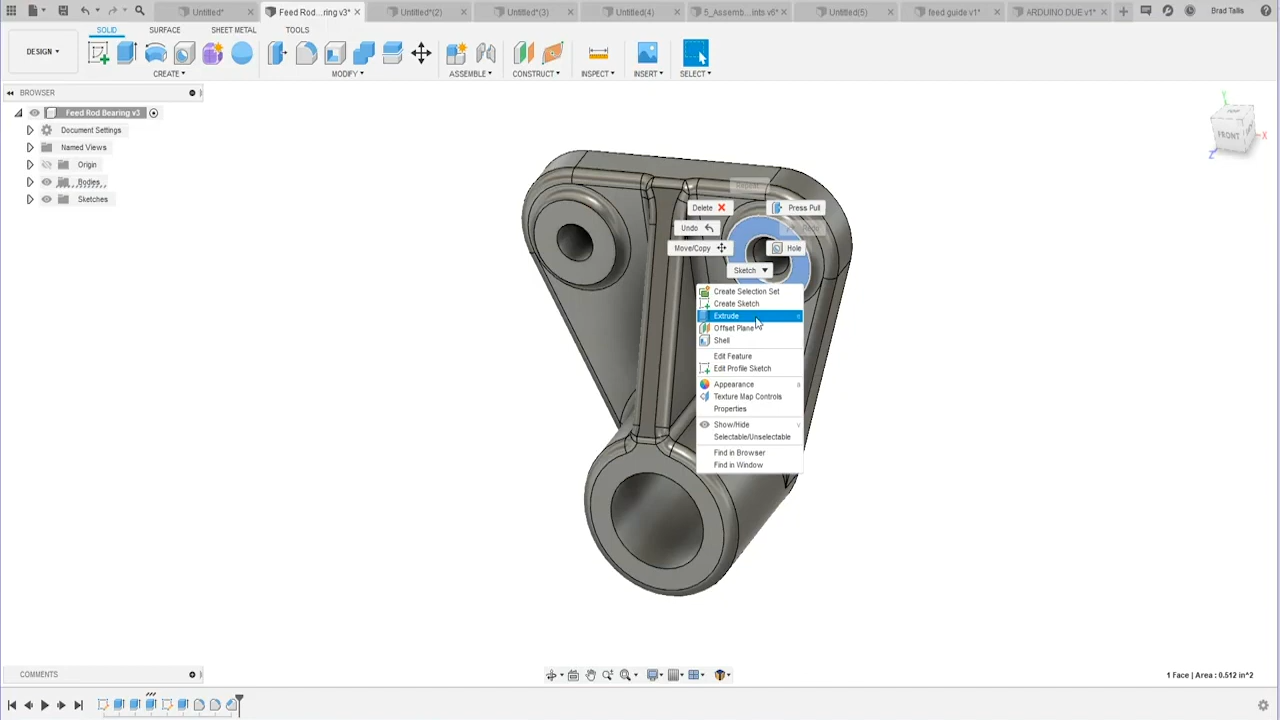 Untitled*
Feed Rod...ring v3*
Untitled*(2)
Untitled*(3)
Untitled(4)
5_Assemb...ints v6*
Untitled(5)
feed guide v1*
ARDUINO DUE v1*
Brad Tallis
SOLID
SURFACE
SHEET METAL
TOOLS
DESIGN
CREATE
MODIFY
ASSEMBLE
CONSTRUCT
INSPECT
INSERT
SELECT
BROWSER
Feed Rod Bearing v3
Document Settings
Named Views
Origin
Bodies
Sketches
TOP
FRONT
X
Y
Z
Delete
Press Pull
Undo
Move/Copy
Hole
Sketch
Create Selection Set
Create Sketch
Extrude
Offset Plane
Shell
Edit Feature
Edit Profile Sketch
Appearance
Texture Map Controls
Properties
Show/Hide
Selectable/Unselectable
Find in Browser
Find in Window
COMMENTS
1 Face | Area : 0.512 in^2